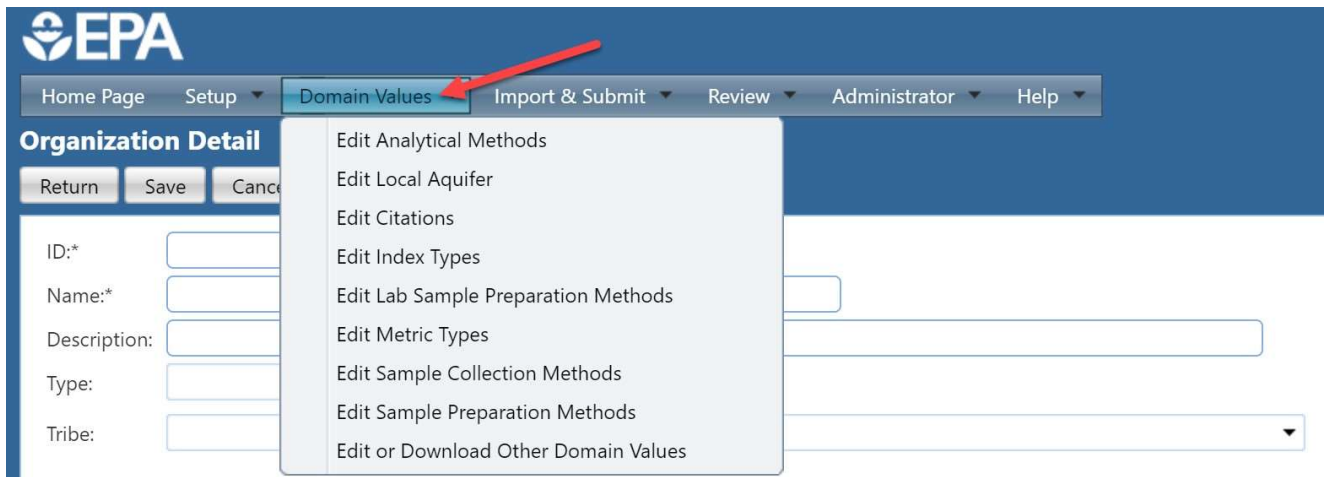 EPA
Home Page Setup Domain Values Import & Submit Review Administrator Help
Organization Detail
Return Save Cance
Edit Analytical Methods
Edit Local Aquifer
Edit Citations
Edit Index Types
Edit Lab Sample Preparation Methods
Edit Metric Types
Edit Sample Collection Methods
Edit Sample Preparation Methods
Edit or Download Other Domain Values
ID:*
Name:*
Description:
Type:
Tribe: